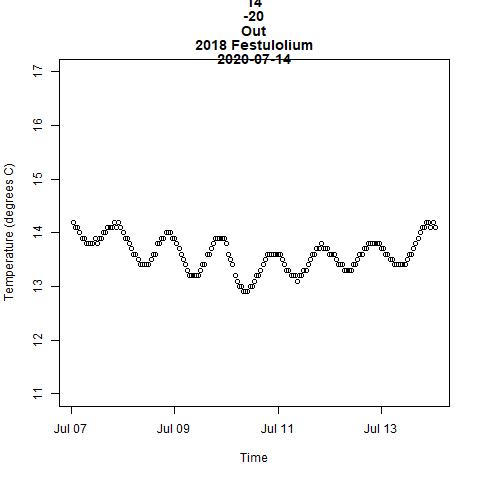 14
-20
Out
2018 Festulolium
2020-07-14
17
16
15
14
13
12
11
Temperature (degrees C)
Jul 07
Jul 09
Jul 11
Jul 13
Time